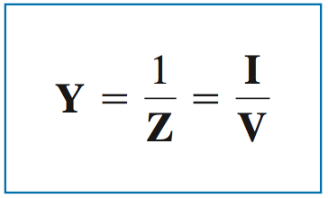 Y = 1/Z = I/V